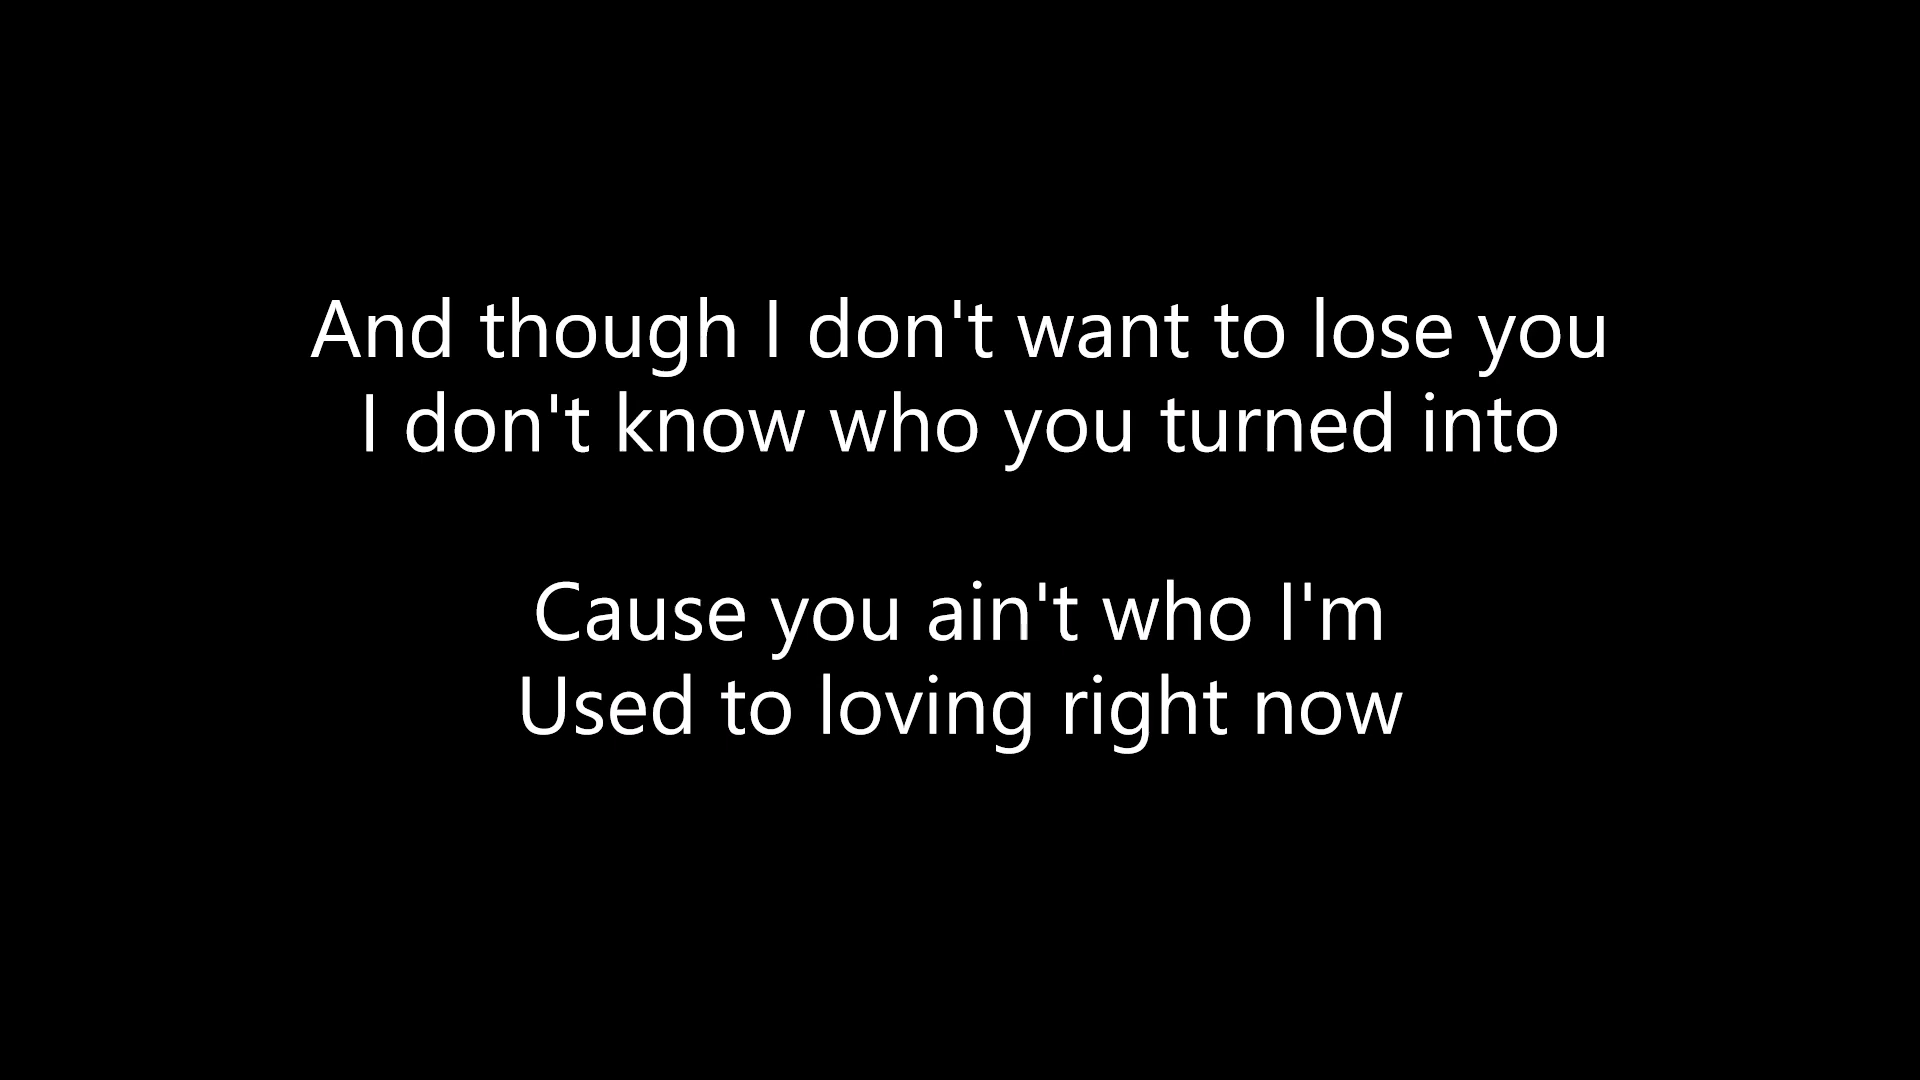 And though I don't want to lose you
I don't know who you turned into
Cause you ain't who I'm
Used to loving right now